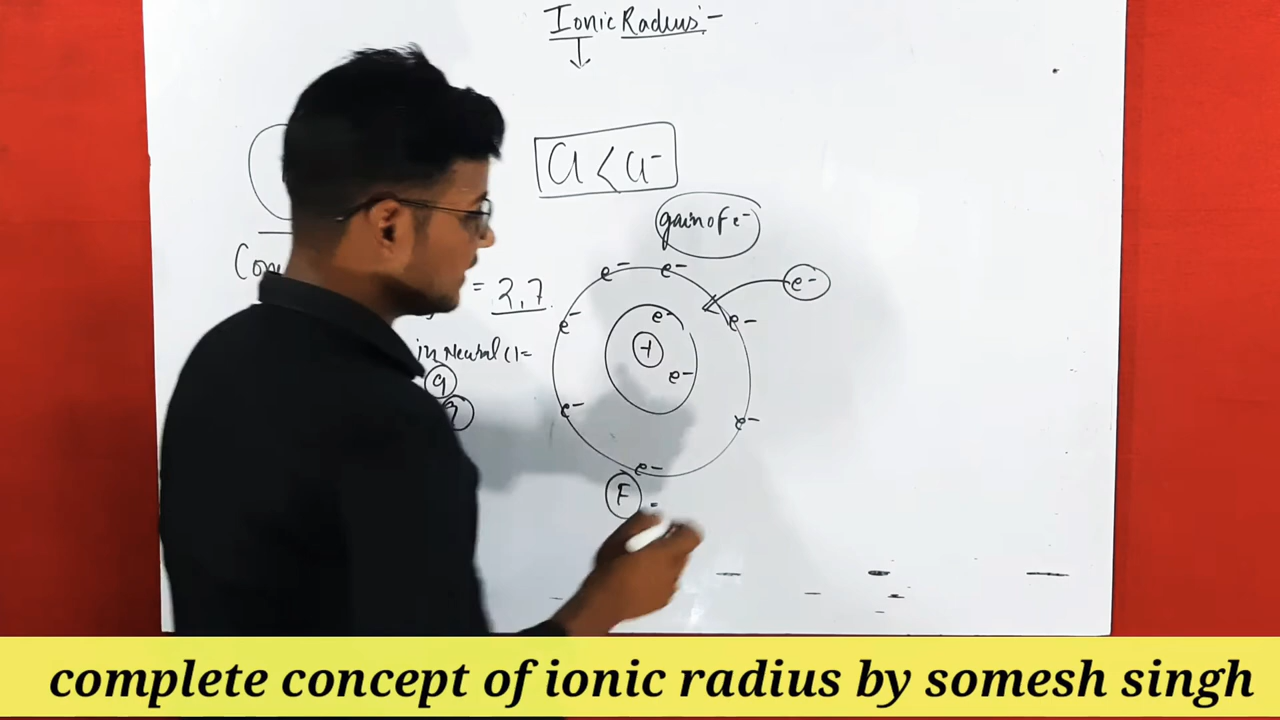 Ionic Radius:-
Cl < Cl-
gain of e-
e- e- e-
e- e- e-
= 2,7
+
in Neutral Cl =
e-
9
e- e-
9
e-
F =
complete concept of ionic radius by somesh singh